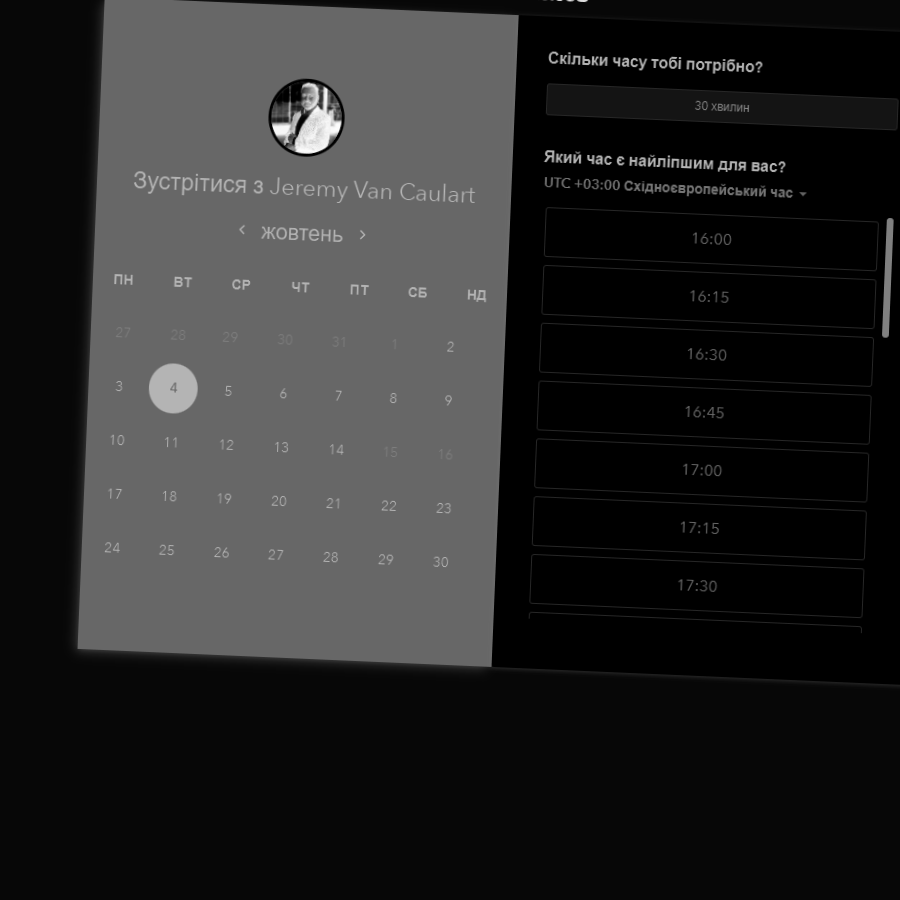 Зустрітися з Jeremy Van Caulart
жовтень
ПН ВТ СР ЧТ ПТ СБ НД
27 28 29 30 31 1 2
3 4 5 6 7 8 9
10 11 12 13 14 15 16
17 18 19 20 21 22 23
24 25 26 27 28 29 30
Скільки часу тобі потрібно?
30 хвилин
Який час є найліпшим для вас?
UTC +03:00 Східноєвропейський час
16:00
16:15
16:30
16:45
17:00
17:15
17:30